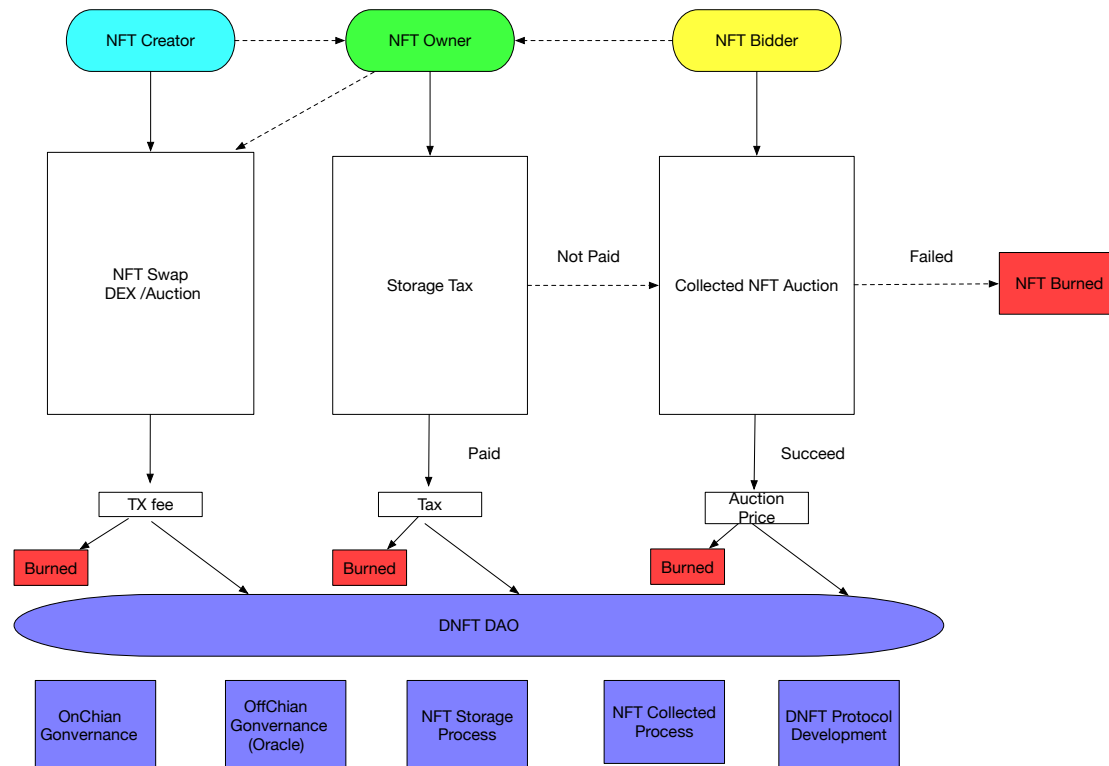 NFT Creator
NFT Owner
NFT Bidder
NFT Swap
DEX /Auction
Storage Tax
Not Paid
Collected NFT Auction
Failed
NFT Burned
Paid
Succeed
TX fee
Tax
Auction
Price
Burned
Burned
Burned
DNFT DAO
OnChian
Gonvernance
OffChian
Gonvernance
(Oracle)
NFT Storage
Process
NFT Collected
Process
DNFT Protocol
Development